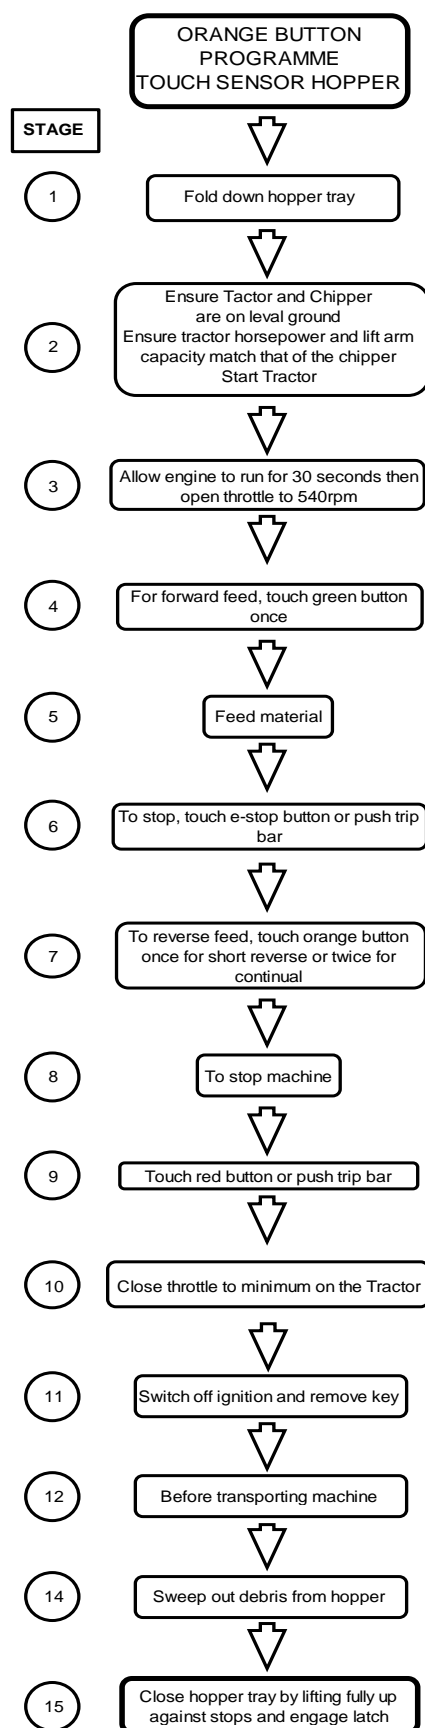 ORANGE BUTTON
PROGRAMME
TOUCH SENSOR HOPPER
STAGE
1
Fold down hopper tray
2
Ensure Tactor and Chipper
are on leval ground
Ensure tractor horsepower and lift arm
capacity match that of the chipper
Start Tractor
3
Allow engine to run for 30 seconds then
open throttle to 540rpm
4
For forward feed, touch green button
once
5
Feed material
6
To stop, touch e-stop button or push trip
bar
7
To reverse feed, touch orange button
once for short reverse or twice for
continual
8
To stop machine
9
Touch red button or push trip bar
10
Close throttle to minimum on the Tractor
11
Switch off ignition and remove key
12
Before transporting machine
14
Sweep out debris from hopper
15
Close hopper tray by lifting fully up
against stops and engage latch